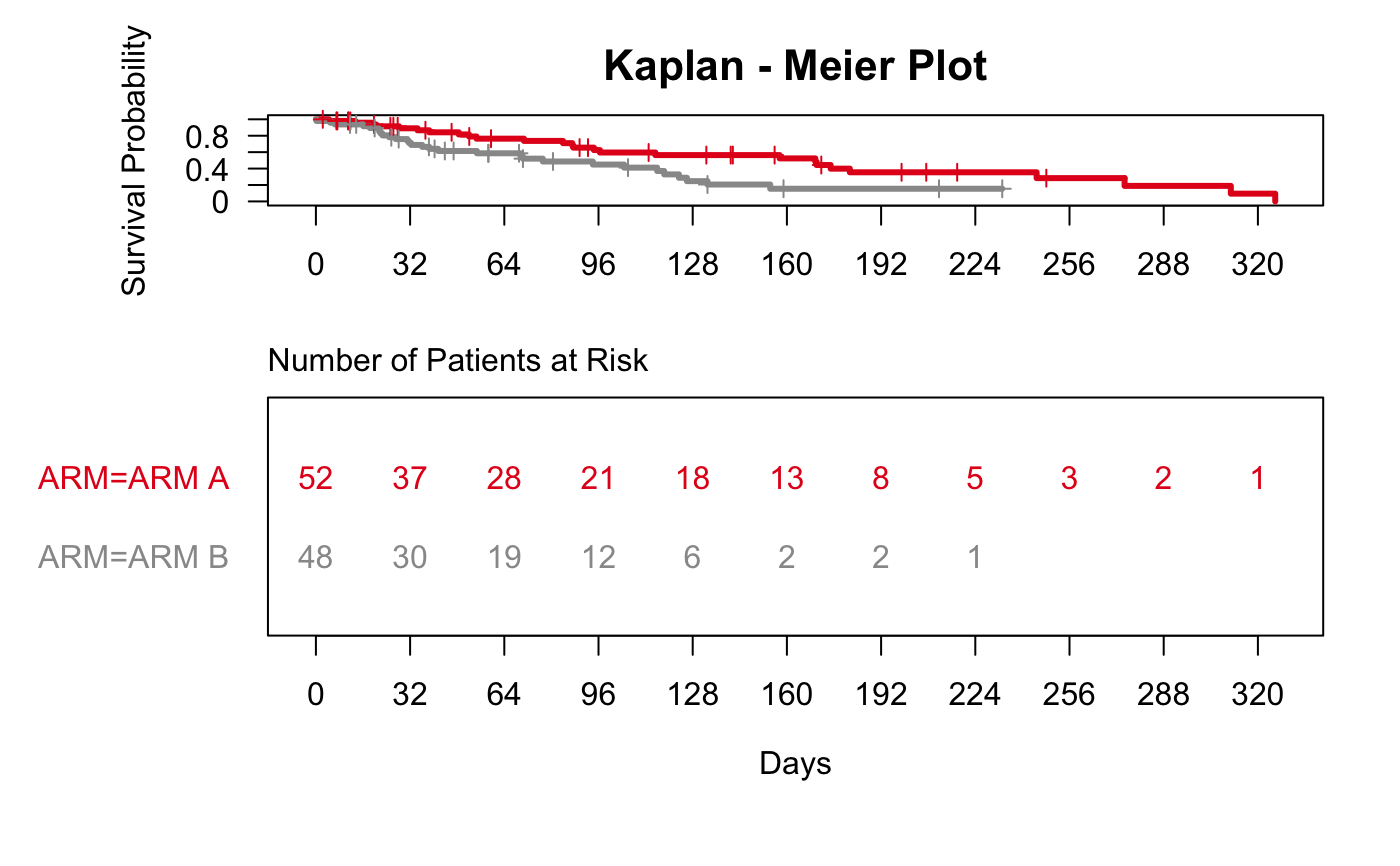 Kaplan - Meier Plot
Survival Probability
0.8
0.4
0
0 32 64 96 128 160 192 224 256 288 320
Number of Patients at Risk
ARM=ARM A 52 37 28 21 18 13 8 5 3 2 1
ARM=ARM B 48 30 19 12 6 2 2 1
0 32 64 96 128 160 192 224 256 288 320
Days